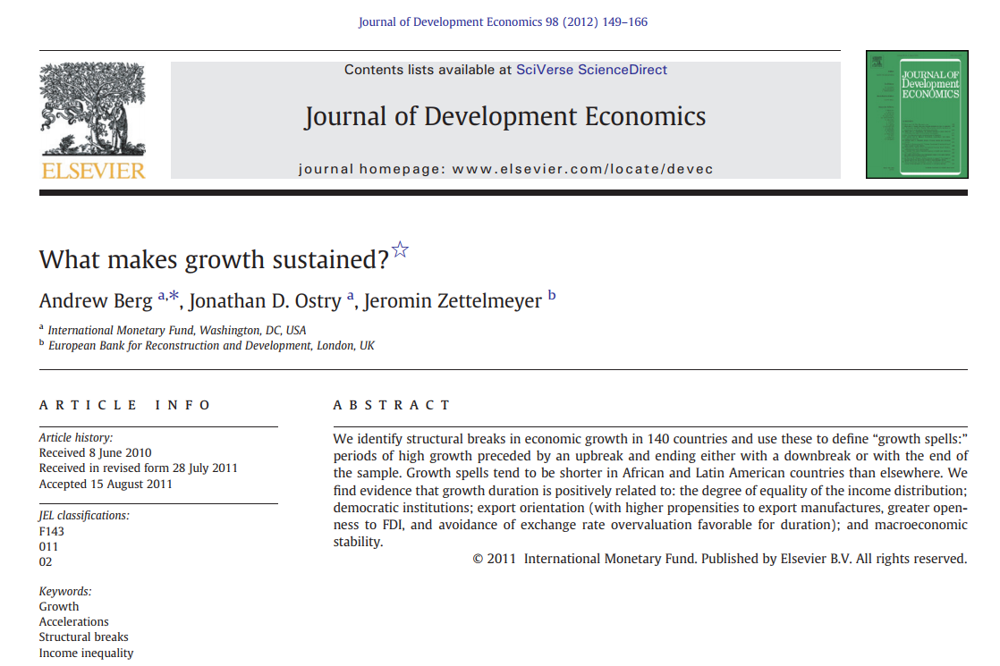 Journal of Development Economics 98 (2012) 149–166
Contents lists available at SciVerse ScienceDirect
Journal of Development Economics
journal homepage: www.elsevier.com/locate/devec
ELSEVIER
JOURNAL OF
Development
ECONOMICS
What makes growth sustained?☆
Andrew Berg a,*, Jonathan D. Ostry a, Jeromin Zettelmeyer b
a International Monetary Fund, Washington, DC, USA
b European Bank for Reconstruction and Development, London, UK
ARTICLE INFO
Article history:
Received 8 June 2010
Received in revised form 28 July 2011
Accepted 15 August 2011
JEL classifications:
F143
011
02
Keywords:
Growth
Accelerations
Structural breaks
Income inequality
ABSTRACT
We identify structural breaks in economic growth in 140 countries and use these to define “growth spells:”
periods of high growth preceded by an upbreak and ending either with a downbreak or with the end of
the sample. Growth spells tend to be shorter in African and Latin American countries than elsewhere. We
find evidence that growth duration is positively related to: the degree of equality of the income distribution;
democratic institutions; export orientation (with higher propensities to export manufactures, greater open-
ness to FDI, and avoidance of exchange rate overvaluation favorable for duration); and macroeconomic
stability.
© 2011 International Monetary Fund. Published by Elsevier B.V. All rights reserved.